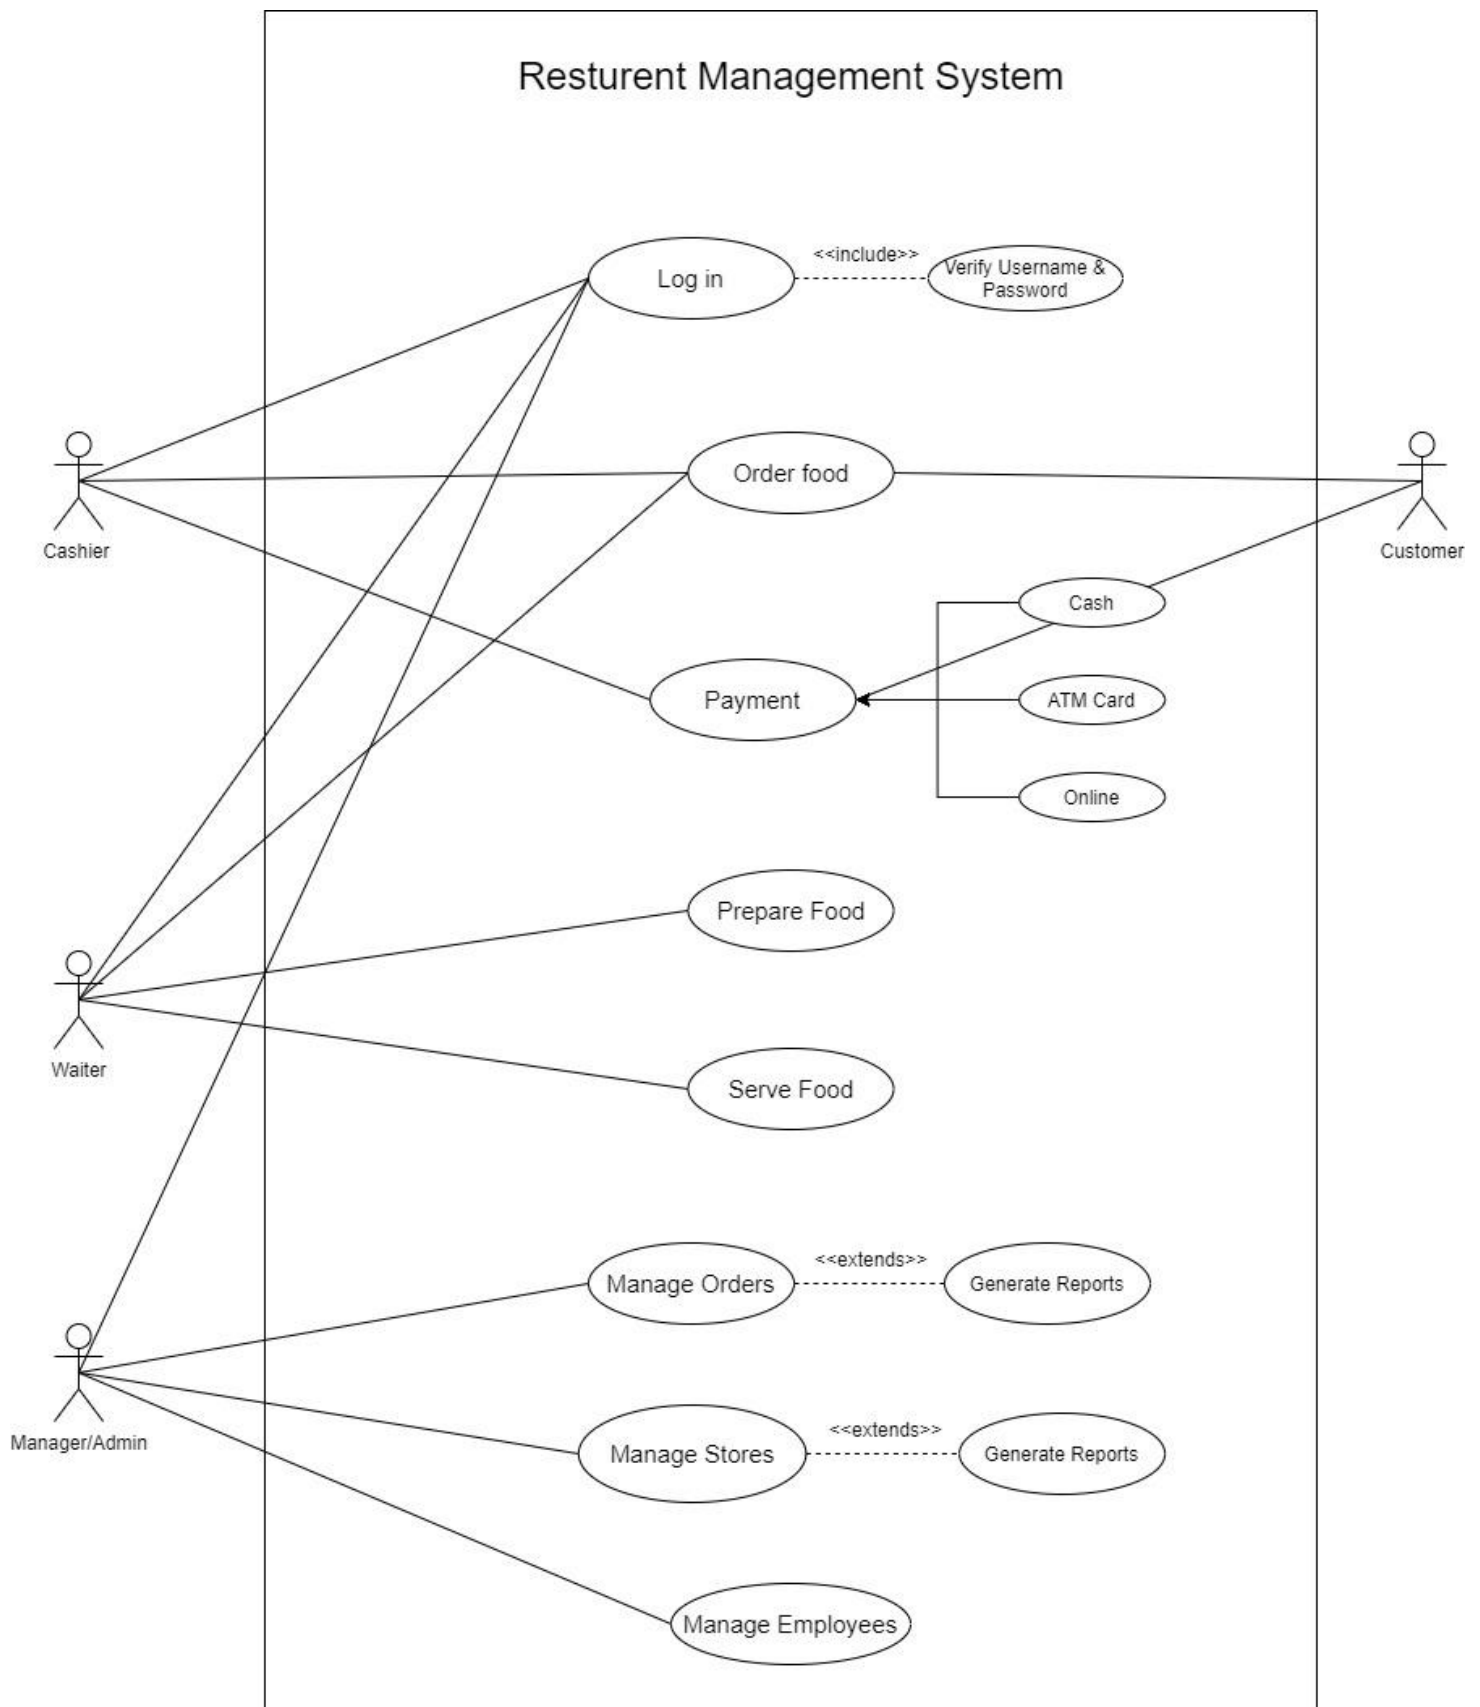 Resturent Management System
Log in
<<include>>
Verify Username &
Password
Cashier
Order food
Customer
Payment
Cash
ATM Card
Online
Prepare Food
Waiter
Serve Food
Manage Orders
<<extends>>
Generate Reports
Manager/Admin
Manage Stores
<<extends>>
Generate Reports
Manage Employees